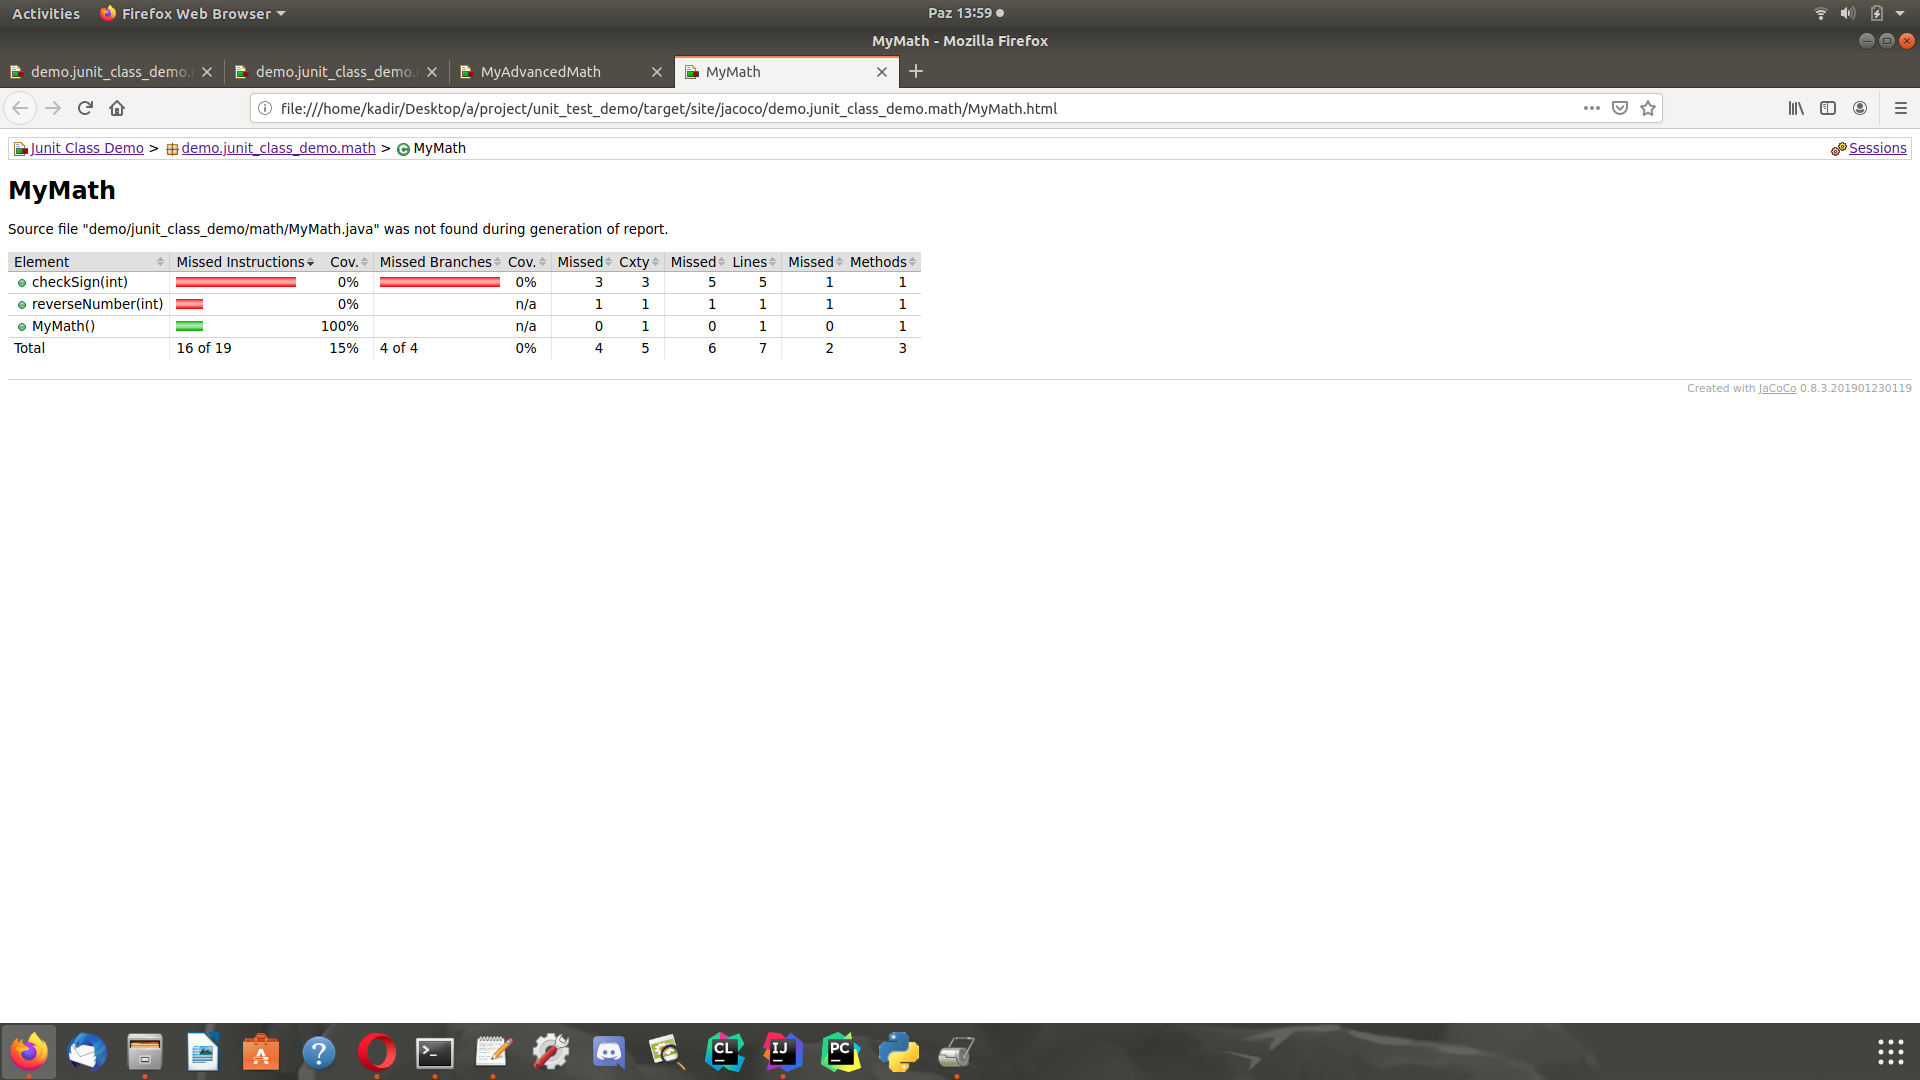 Activities Firefox Web Browser Paz 13:59
MyMath - Mozilla Firefox
demo.junit_class_demo. demo.junit_class_demo. MyAdvancedMath MyMath
file:///home/kadir/Desktop/a/project/unit_test_demo/target/site/jacoco/demo.junit_class_demo.math/MyMath.html
Junit Class Demo > demo.junit_class_demo.math > C MyMath Sessions
MyMath
Source file "demo/junit_class_demo/math/MyMath.java" was not found during generation of report.
Element Missed Instructions Cov. Missed Branches Cov. Missed Cxty Missed Lines Missed Methods
checkSign(int) 0% 0% 3 3 5 5 1 1
reverseNumber(int) 0% n/a 1 1 1 1 1 1
MyMath() 100% n/a 0 1 0 1 0 1
Total 16 of 19 15% 4 of 4 0% 4 5 6 7 2 3
Created with JaCoCo 0.8.3.201901230119
A ? >_ CL IJ PC